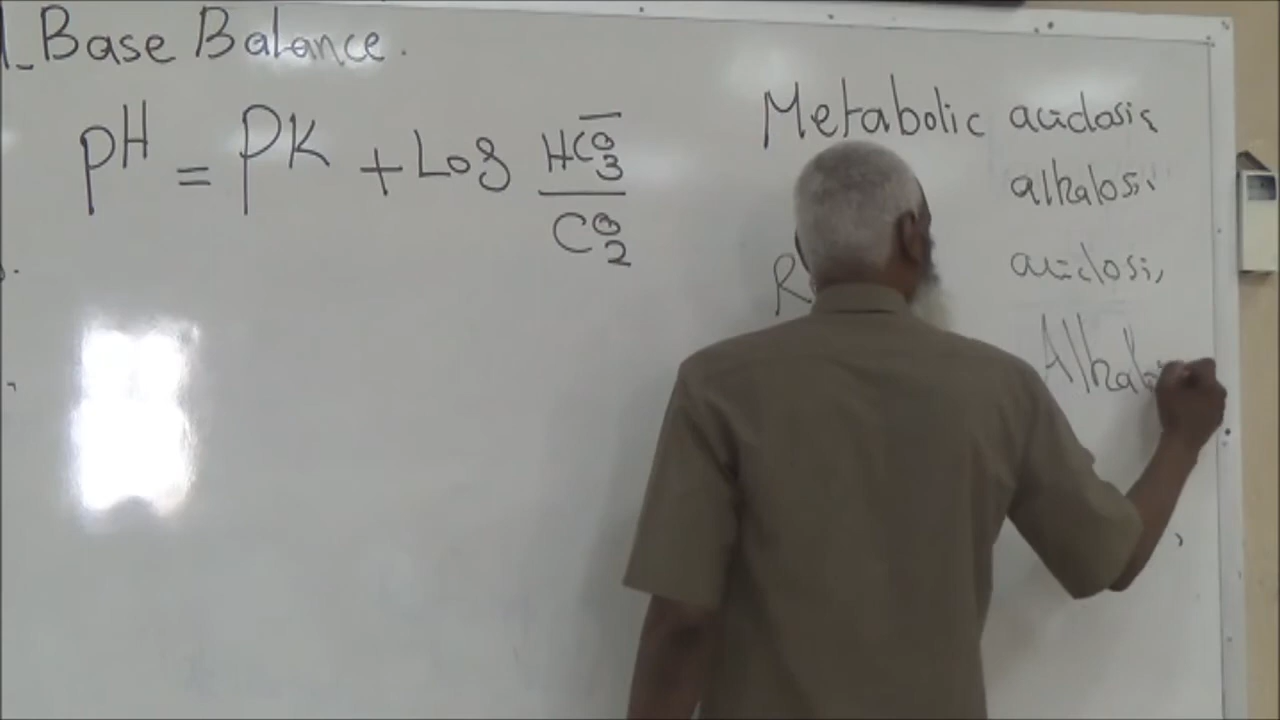 Base Balance.
pH = PK + Log HCO₃⁻ / CO₂
Metabolic acidosis
alkalosis
acidosis